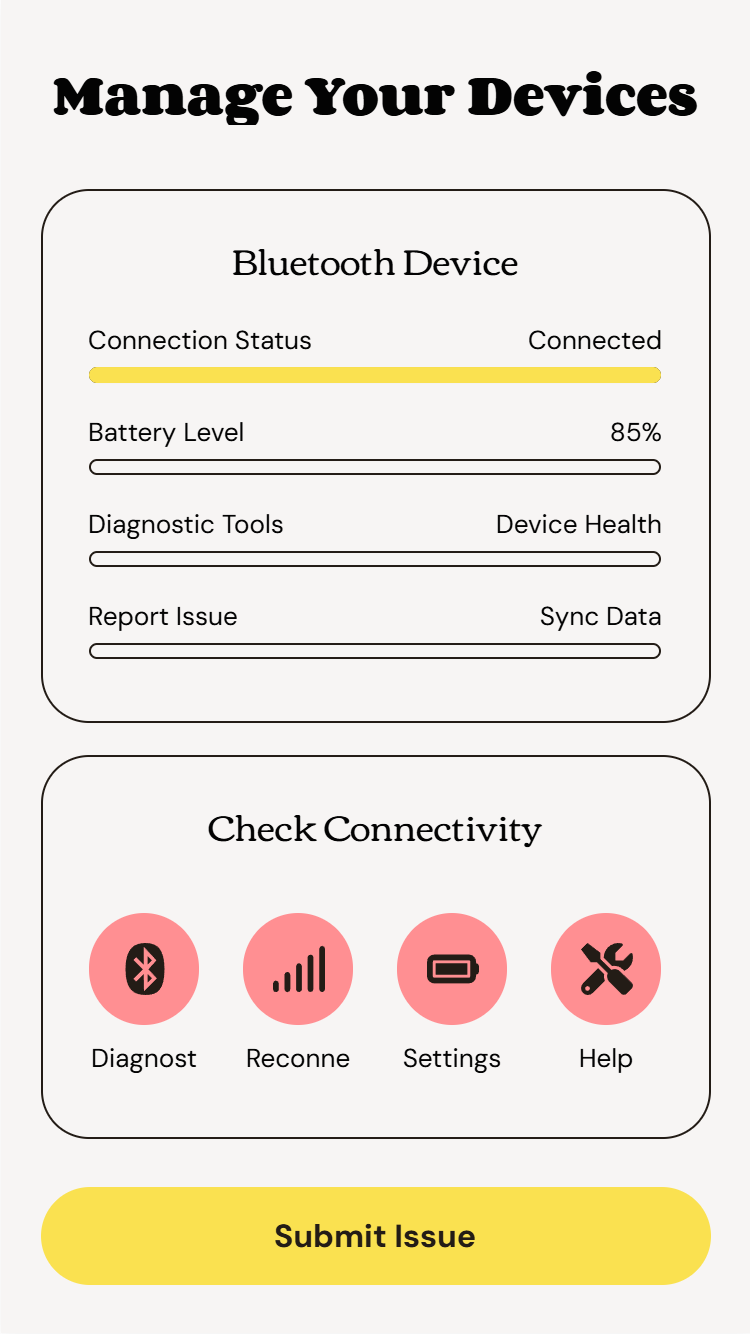 Manage Your Devices
Bluetooth Device
Connection Status Connected
Battery Level 85%
Diagnostic Tools Device Health
Report Issue Sync Data
Check Connectivity
Diagnost Reconne Settings Help
Submit Issue